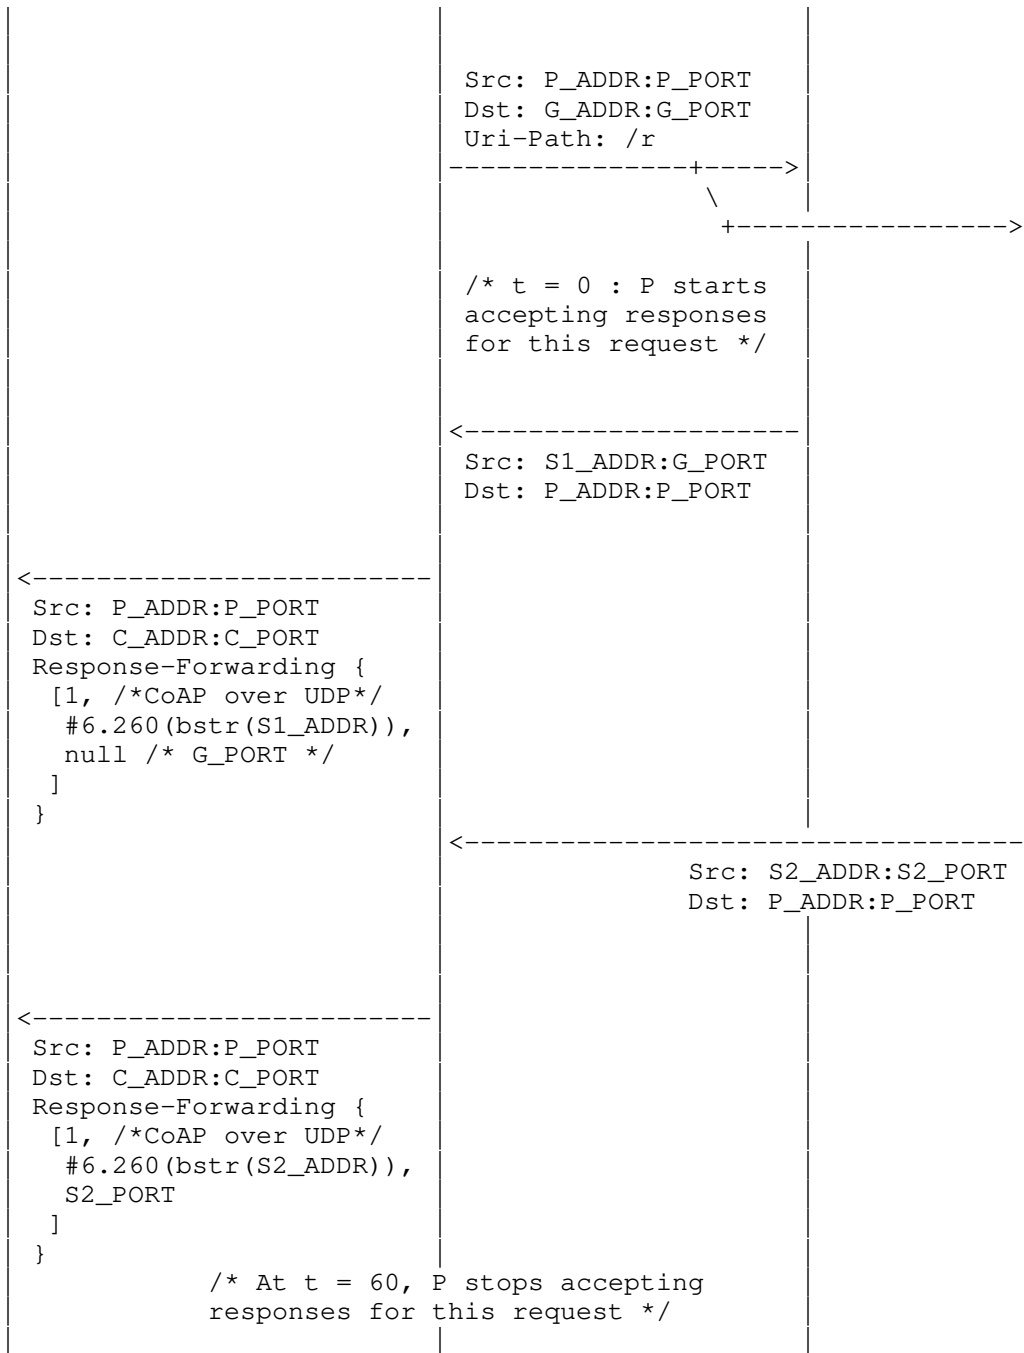 Src: P_ADDR:P_PORT
Dst: G_ADDR:G_PORT
Uri-Path: /r
---------------+----->
\
+----------------->
/* t = 0 : P starts
accepting responses
for this request */
<---------------------
Src: S1_ADDR:G_PORT
Dst: P_ADDR:P_PORT
<-------------------------
Src: P_ADDR:P_PORT
Dst: C_ADDR:C_PORT
Response-Forwarding {
[1, /*CoAP over UDP*/
#6.260(bstr(S1_ADDR)),
null /* G_PORT */
]
}
<-----------------------------------
Src: S2_ADDR:S2_PORT
Dst: P_ADDR:P_PORT
<-------------------------
Src: P_ADDR:P_PORT
Dst: C_ADDR:C_PORT
Response-Forwarding {
[1, /*CoAP over UDP*/
#6.260(bstr(S2_ADDR)),
S2_PORT
]
}
/* At t = 60, P stops accepting
responses for this request */